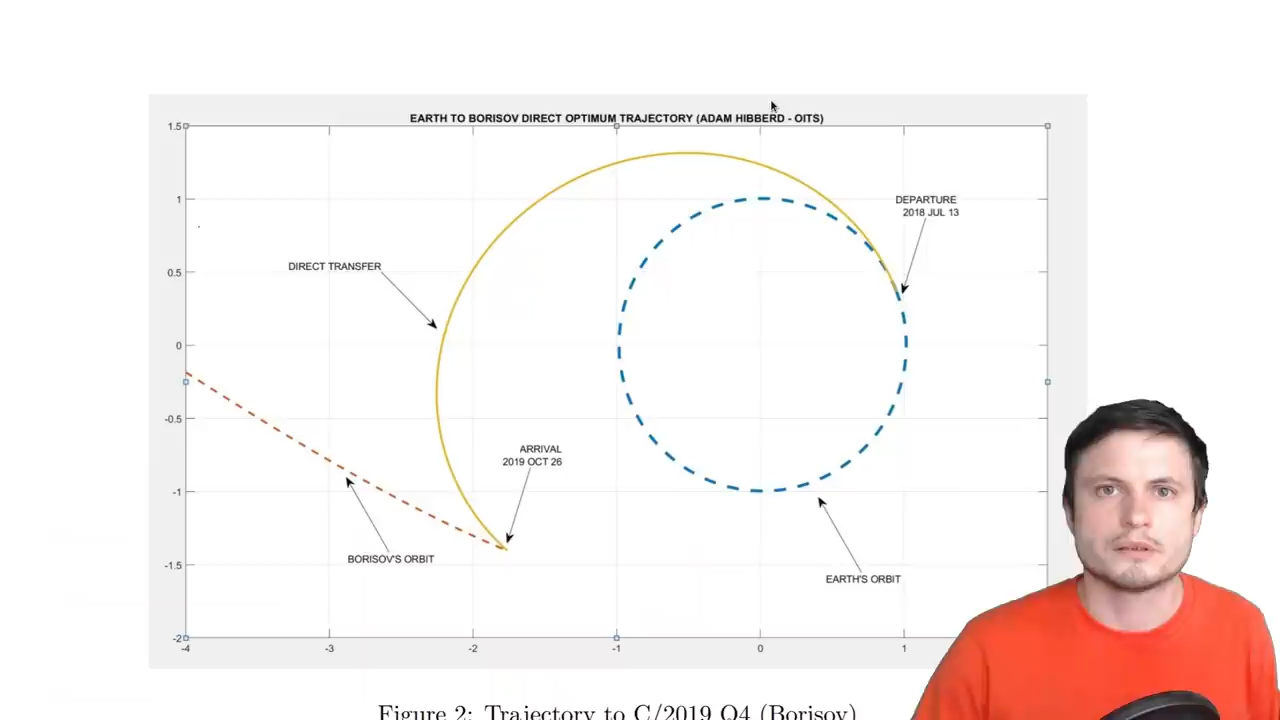 EARTH TO BORISOV DIRECT OPTIMUM TRAJECTORY (ADAM HIBBERD - OITS)
1.5
1
0.5
0
-0.5
-1
-1.5
-2
DEPARTURE
2018 JUL 13
DIRECT TRANSFER
ARRIVAL
2019 OCT 26
BORISOV'S ORBIT
EARTH'S ORBIT
-4
-3
-2
-1
0
1
Figure 2: Trajectory to C/2019 Q4 (Borisov)